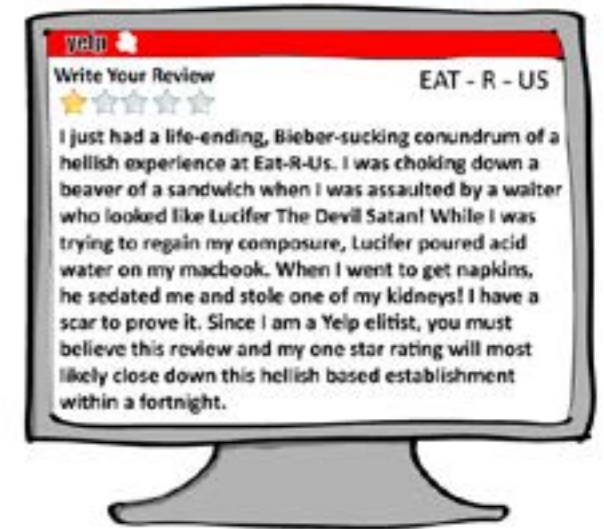 yelp
Write Your Review
EAT - R - US
I just had a life-ending, Bieber-sucking conundrum of a
hellish experience at Eat-R-Us. I was choking down a
beaver of a sandwich when I was assaulted by a waiter
who looked like Lucifer The Devil Satan! While I was
trying to regain my composure, Lucifer poured acid
water on my macbook. When I went to get napkins,
he sedated me and stole one of my kidneys! I have a
scar to prove it. Since I am a Yelp elitist, you must
believe this review and my one star rating will most
likely close down this hellish based establishment
within a fortnight.